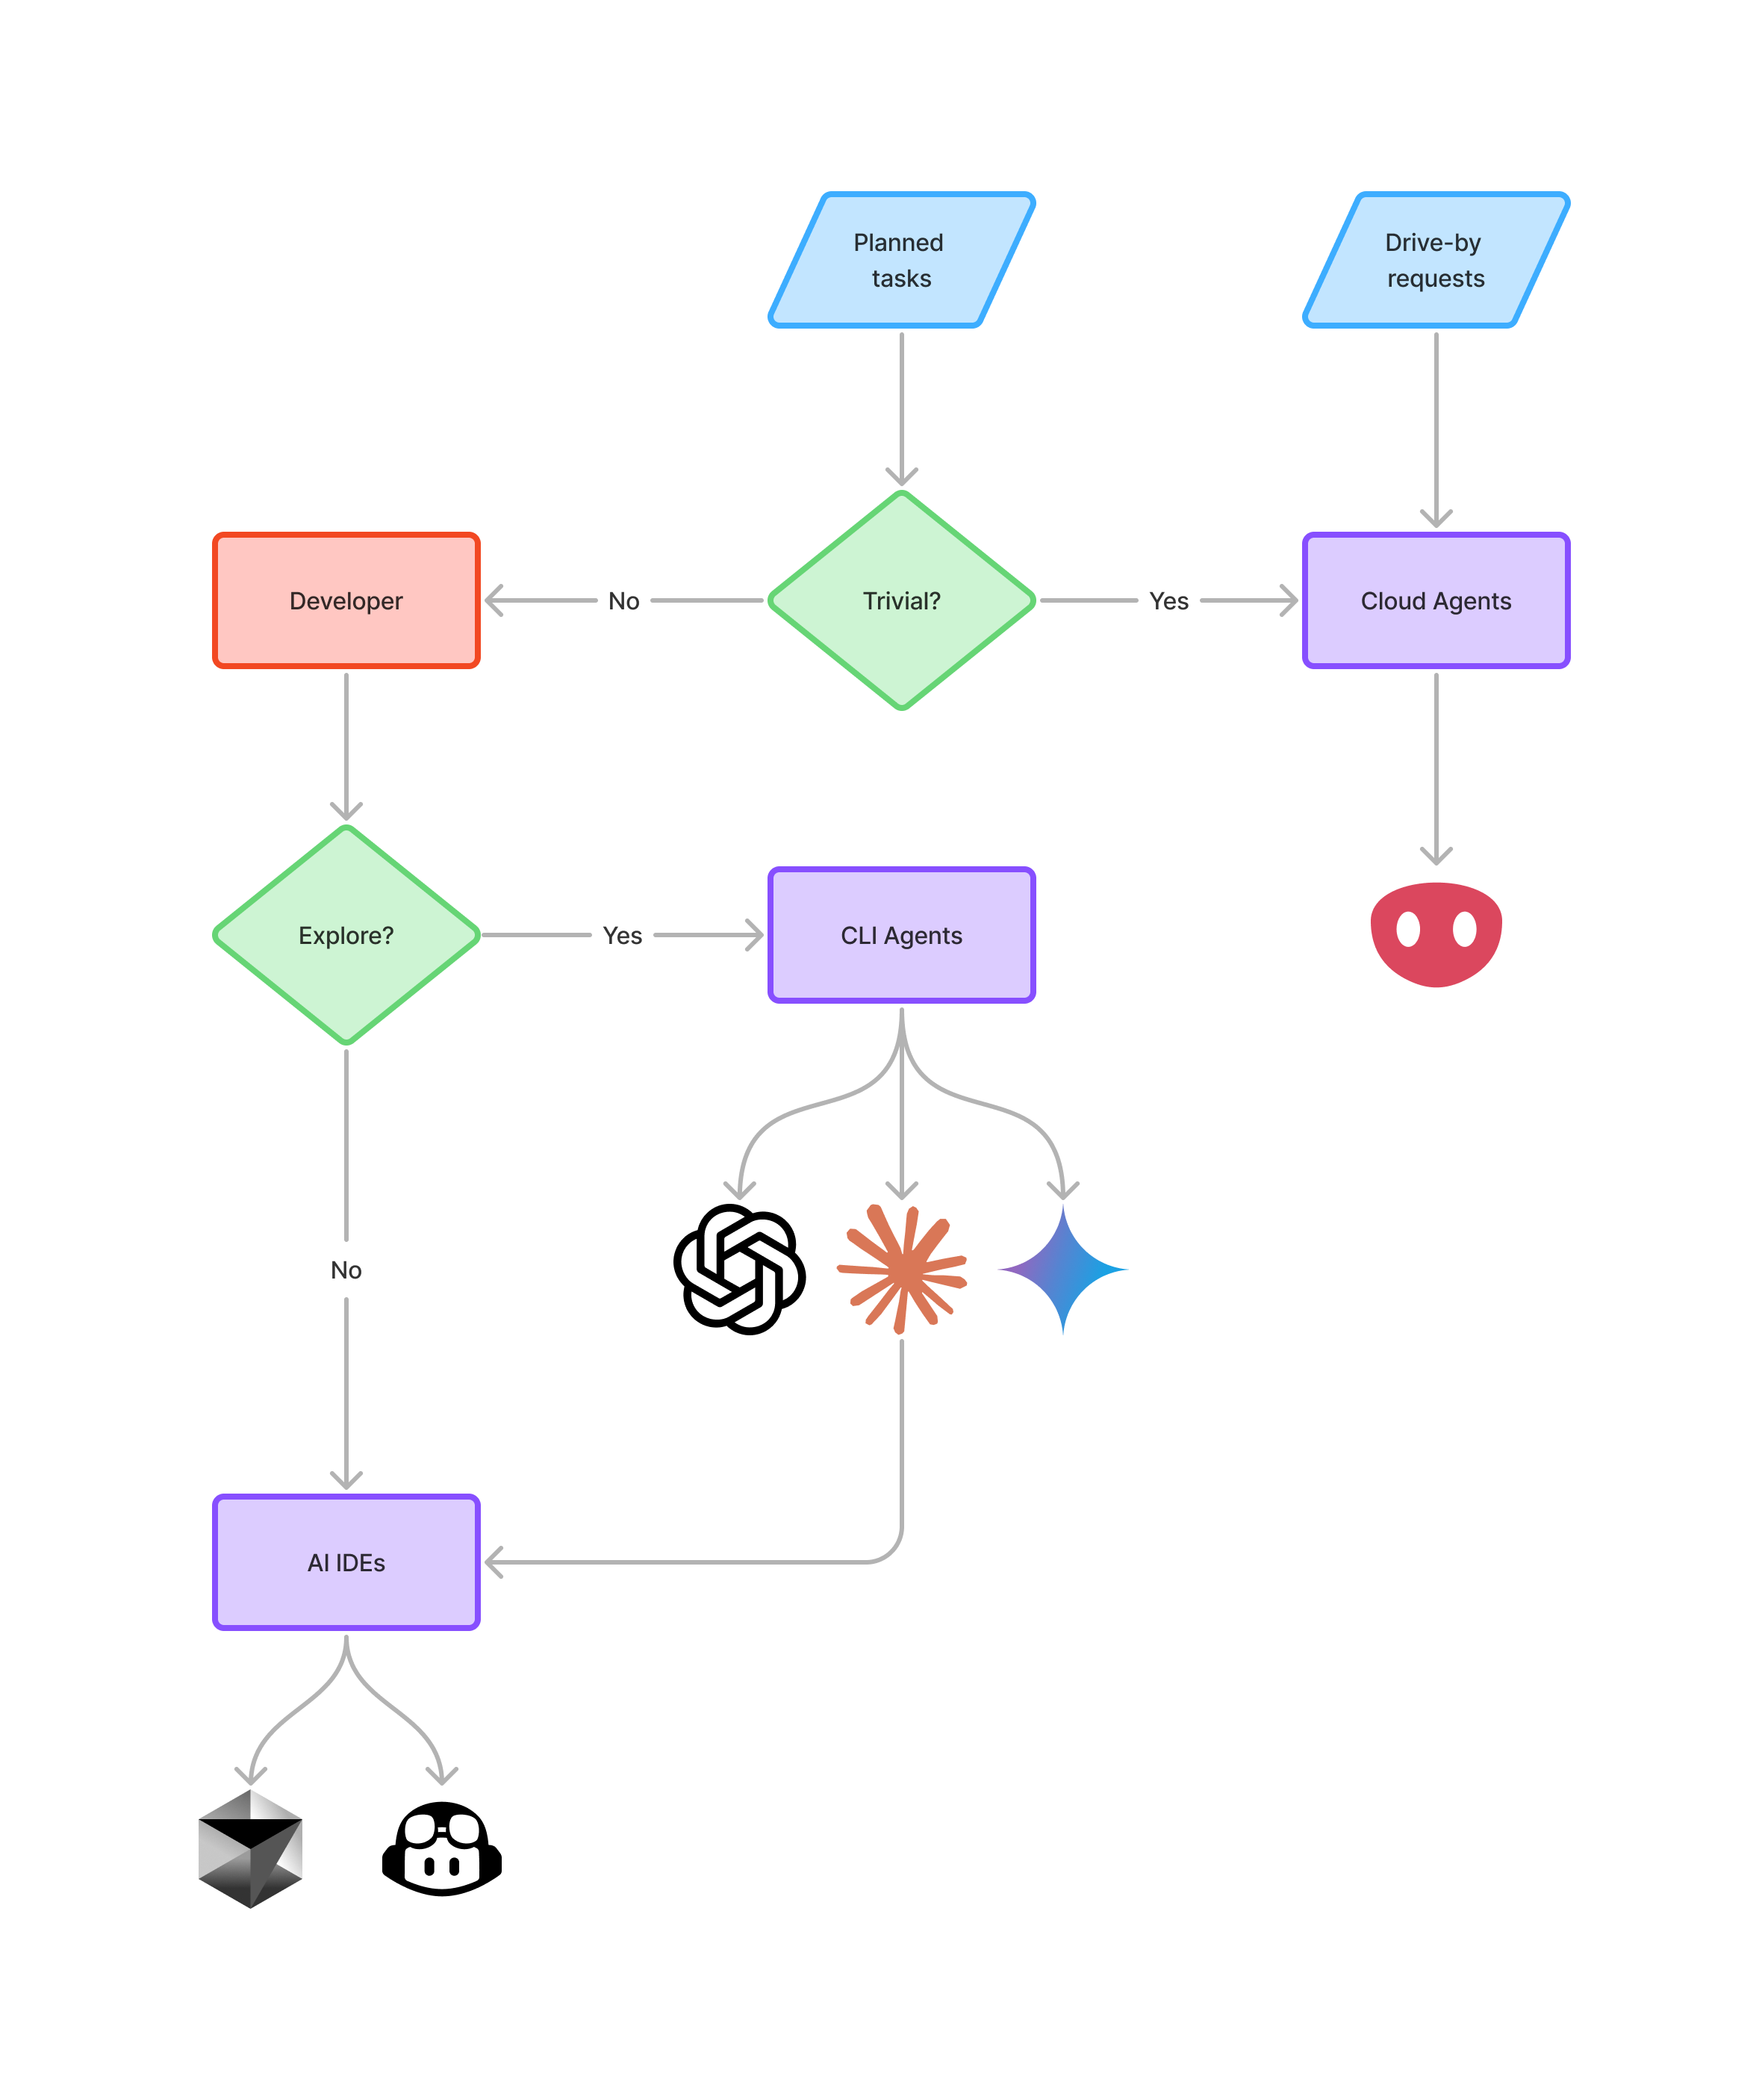 Planned
tasks
Drive-by
requests
Developer
No
Trivial?
Yes
Cloud Agents
Explore?
Yes
CLI Agents
No
AI IDEs